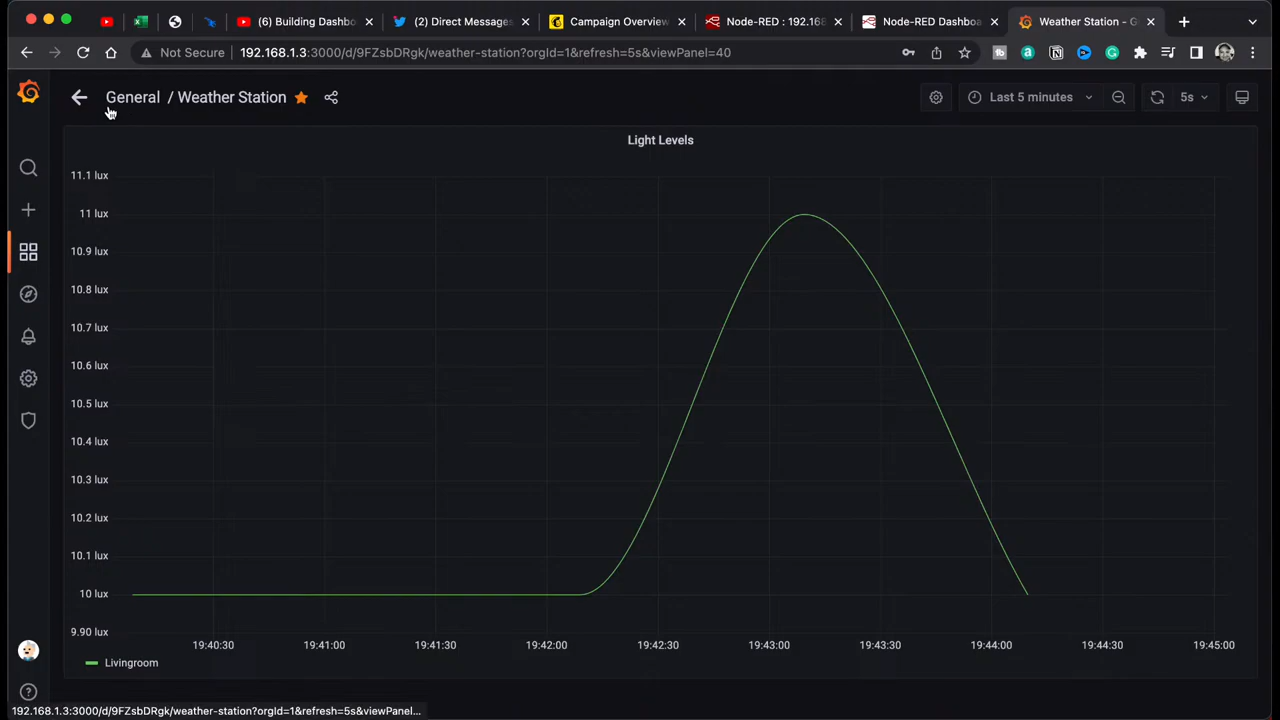 (6) Building Dashbo
(2) Direct Messages
Campaign Overview
Node-RED : 192.168
Node-RED Dashboa
Weather Station - G
Not Secure
192.168.1.3:3000/d/9FZsbDRgk/weather-station?orgId=1&refresh=5s&viewPanel=40
General / Weather Station
Last 5 minutes
5s
Light Levels
11.1 lux
11 lux
10.9 lux
10.8 lux
10.7 lux
10.6 lux
10.5 lux
10.4 lux
10.3 lux
10.2 lux
10.1 lux
10 lux
9.90 lux
19:40:30 19:41:00 19:41:30 19:42:00 19:42:30 19:43:00 19:43:30 19:44:00 19:44:30 19:45:00
Livingroom
192.168.1.3:3000/d/9FZsbDRgk/weather-station?orgId=1&refresh=5s&viewPanel...